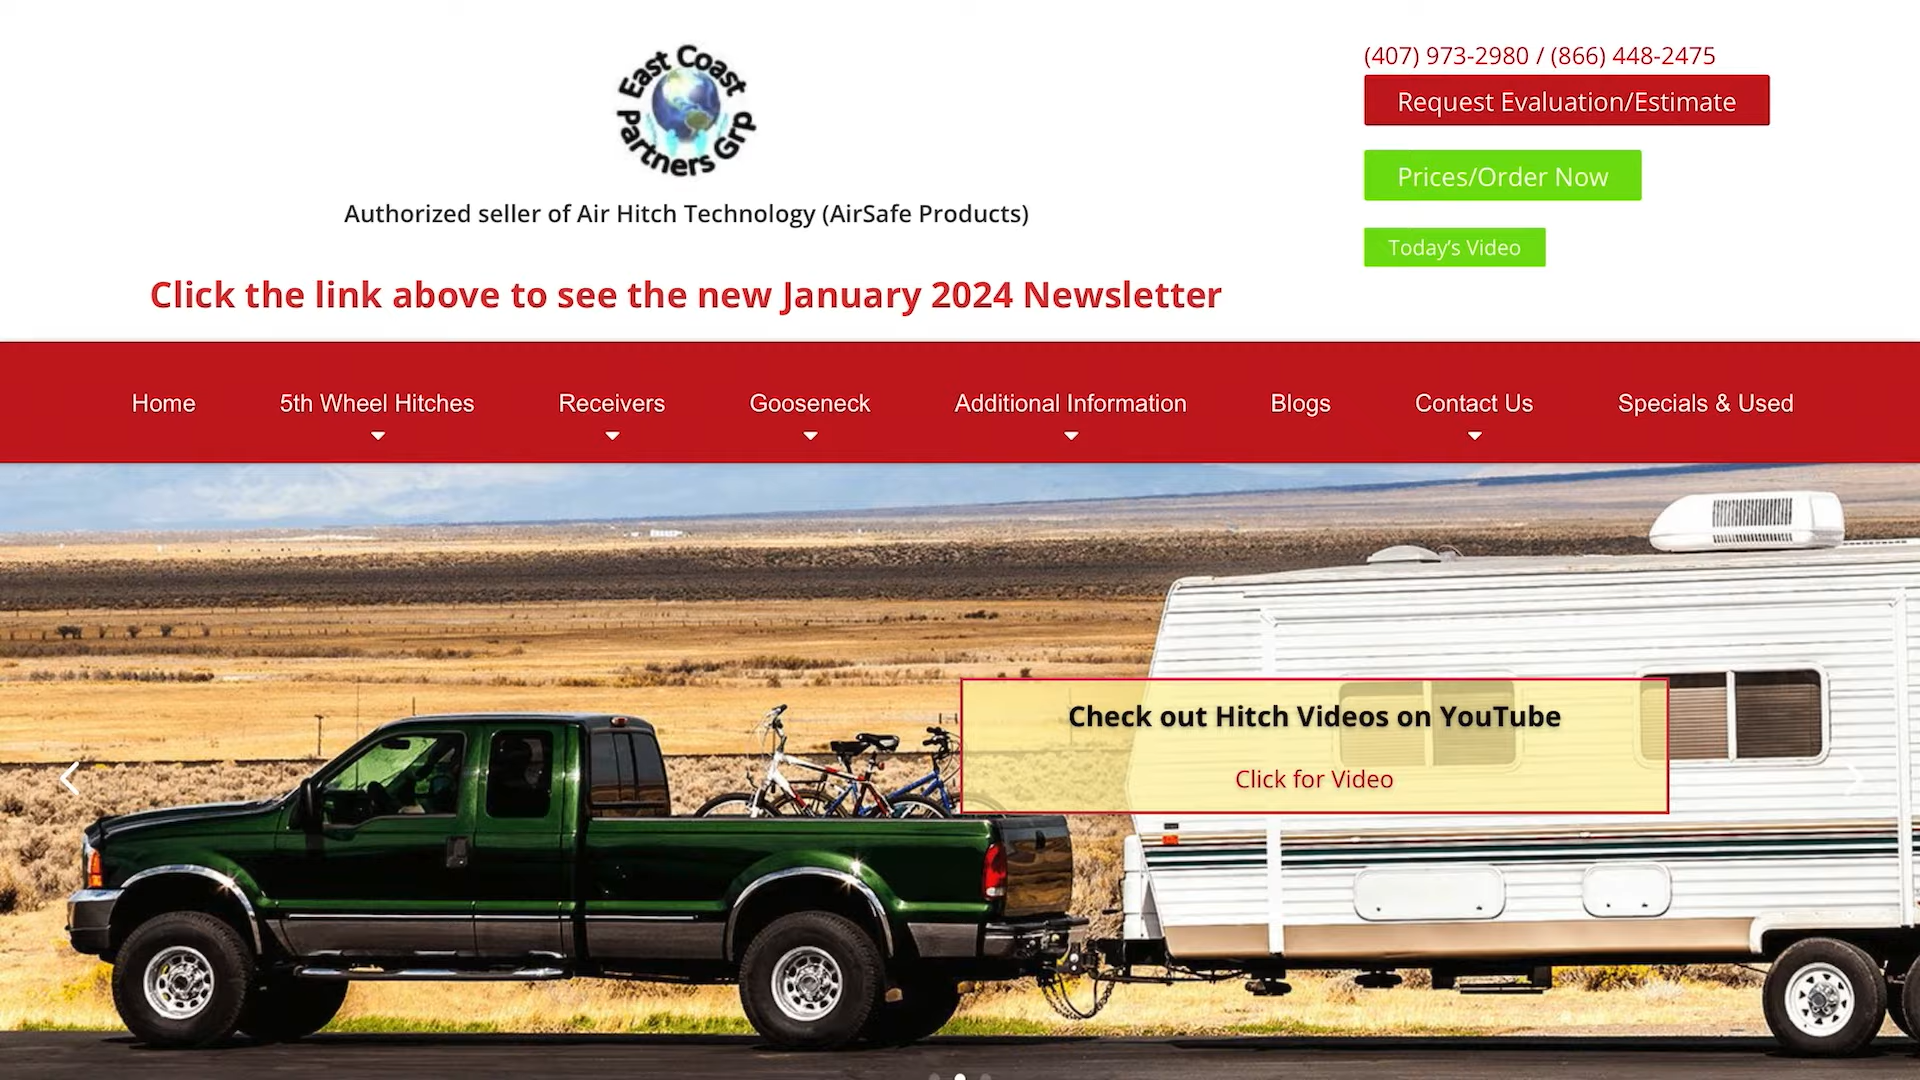 East Coast
Partners Grp
Authorized seller of Air Hitch Technology (AirSafe Products)
Click the link above to see the new January 2024 Newsletter
(407) 973-2980 / (866) 448-2475
Request Evaluation/Estimate
Prices/Order Now
Today's Video
Home
5th Wheel Hitches
Receivers
Gooseneck
Additional Information
Blogs
Contact Us
Specials & Used
Check out Hitch Videos on YouTube
Click for Video